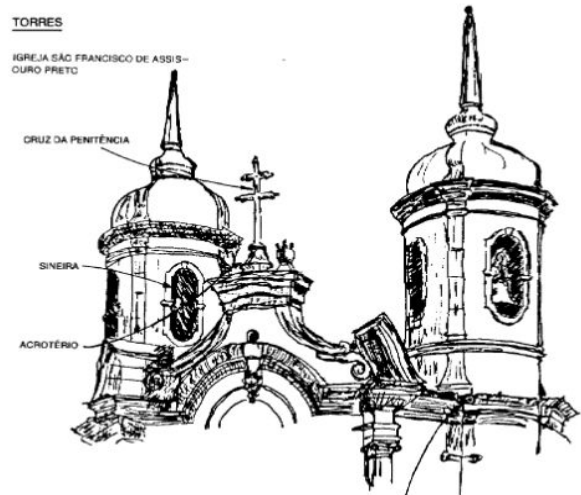 TORRES
IGREJA SÃO FRANCISCO DE ASSIS–
OURO PRETO
CRUZ DA PENITÊNCIA
SINEIRA
ACROTÉRIO